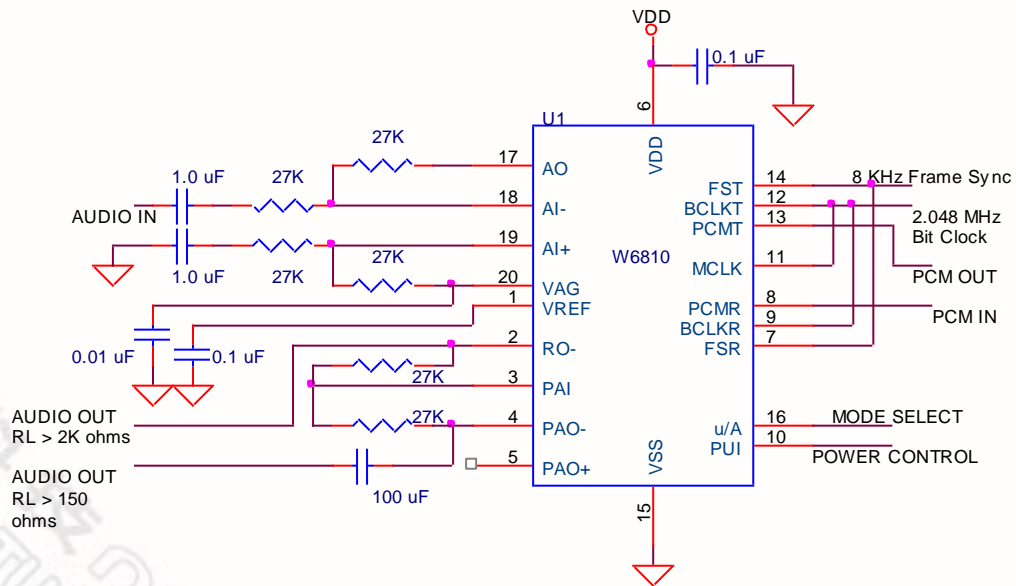 VDD
0.1 uF
6
U1
VDD
27K
17
AO
1.0 uF
27K
18
AI-
AUDIO IN
19
AI+
27K
1.0 uF
27K
20
VAG
1
VREF
0.01 uF
0.1 uF
2
RO-
27K
3
PAI
AUDIO OUT
RL > 2K ohms
27K
4
PAO-
5
PAO+
AUDIO OUT
RL > 150
ohms
100 uF
W6810
FST
14
8 KHz Frame Sync
BCLKT
12
2.048 MHz
Bit Clock
PCMT
13
MCLK
11
PCM OUT
PCMR
8
PCM IN
BCLKR
9
FSR
7
u/A
16
MODE SELECT
PUI
10
POWER CONTROL
VSS
15